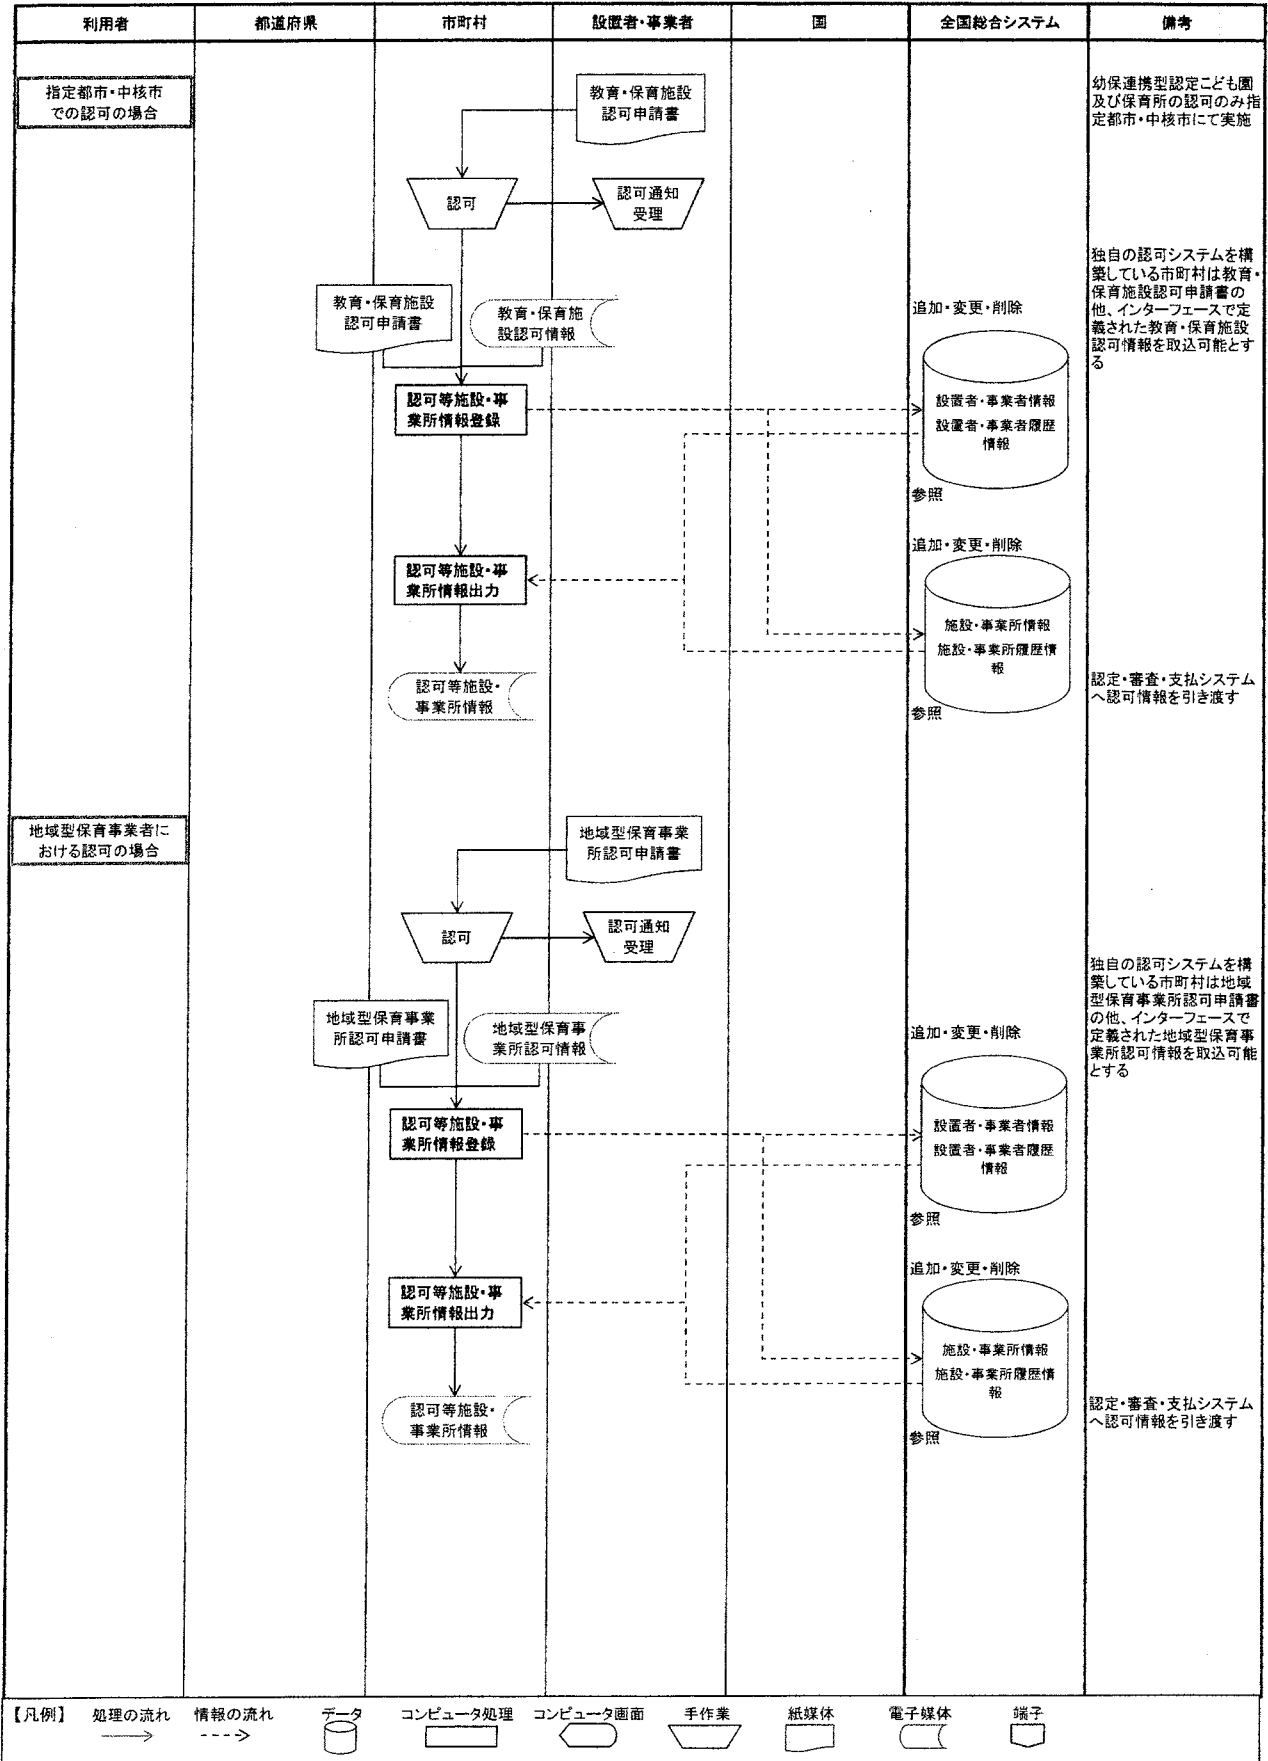 利用者
都道府県
市町村
設置者・事業者
国
全国総合システム
備考
指定都市・中核市
での認可の場合
教育・保育施設
認可申請書
幼保連携型認定こども園
及び保育所の認可のみ指
定都市・中核市にて実施
認可
認可通知
受理
独自の認可システムを構
築している市町村は教育・
保育施設認可申請書の
他、インターフェースで定
義された教育・保育施設
認可情報を取込可能とす
る
教育・保育施設
認可申請書
教育・保育施
設認可情報
追加・変更・削除
認可等施設・事
業所情報登録
設置者・事業者情報
設置者・事業者履歴
情報
参照
追加・変更・削除
認可等施設・事
業所情報出力
施設・事業所情報
施設・事業所履歴情
報
参照
認可等施設・
事業所情報
認定・審査・支払システム
へ認可情報を引き渡す
地域型保育事業者に
おける認可の場合
地域型保育事業
所認可申請書
認可
認可通知
受理
独自の認可システムを構
築している市町村は地域
型保育事業所認可申請書
の他、インターフェースで
定義された地域型保育事
業所認可情報を取込可能
とする
地域型保育事業
所認可申請書
地域型保育事
業所認可情報
追加・変更・削除
認可等施設・事
業所情報登録
設置者・事業者情報
設置者・事業者履歴
情報
参照
追加・変更・削除
認可等施設・事
業所情報出力
施設・事業所情報
施設・事業所履歴情
報
参照
認可等施設・
事業所情報
認定・審査・支払システム
へ認可情報を引き渡す
【凡例】
処理の流れ
情報の流れ
データ
コンピュータ処理
コンピュータ画面
手作業
紙媒体
電子媒体
端子